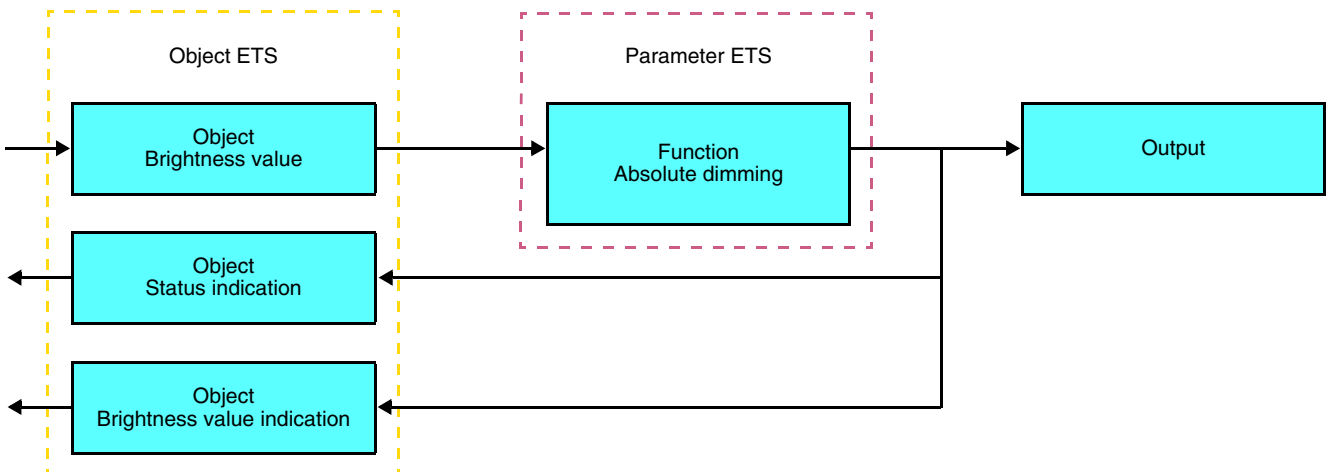 Object ETS
Parameter ETS
Object
Brightness value
Function
Absolute dimming
Output
Object
Status indication
Object
Brightness value indication